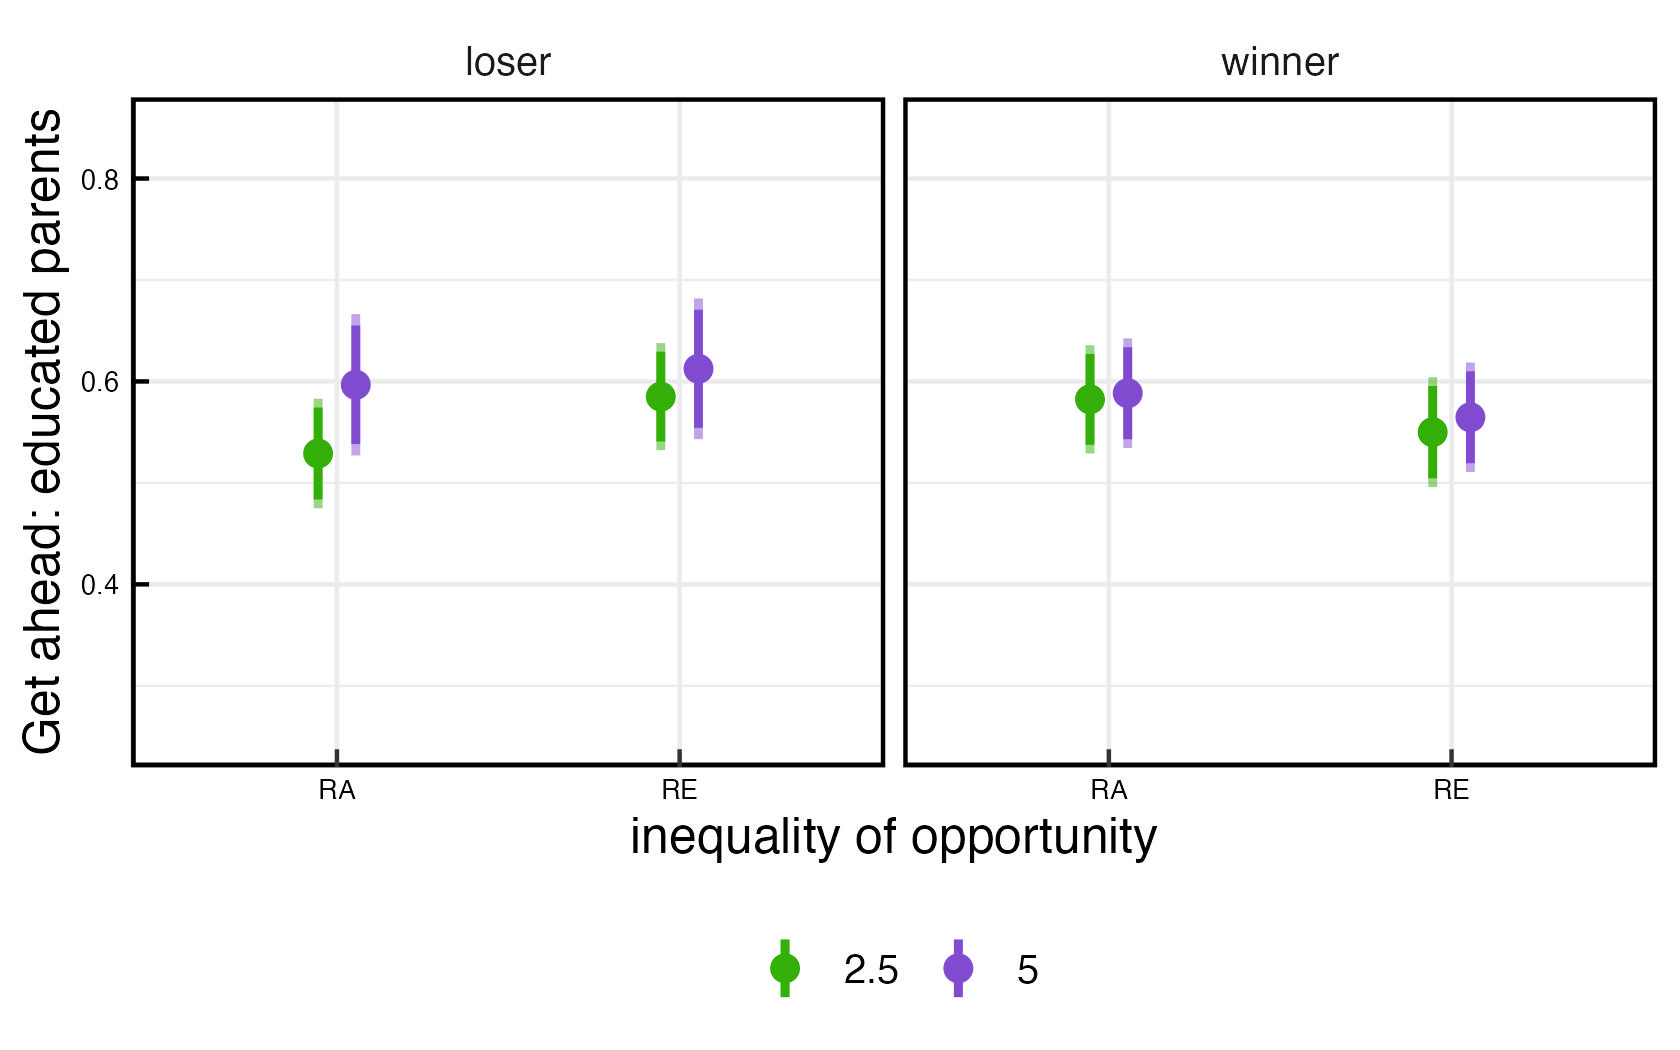 loser
winner
Get ahead: educated parents
0.8
0.6
0.4
RA
RE
RA
RE
inequality of opportunity
2.5
5